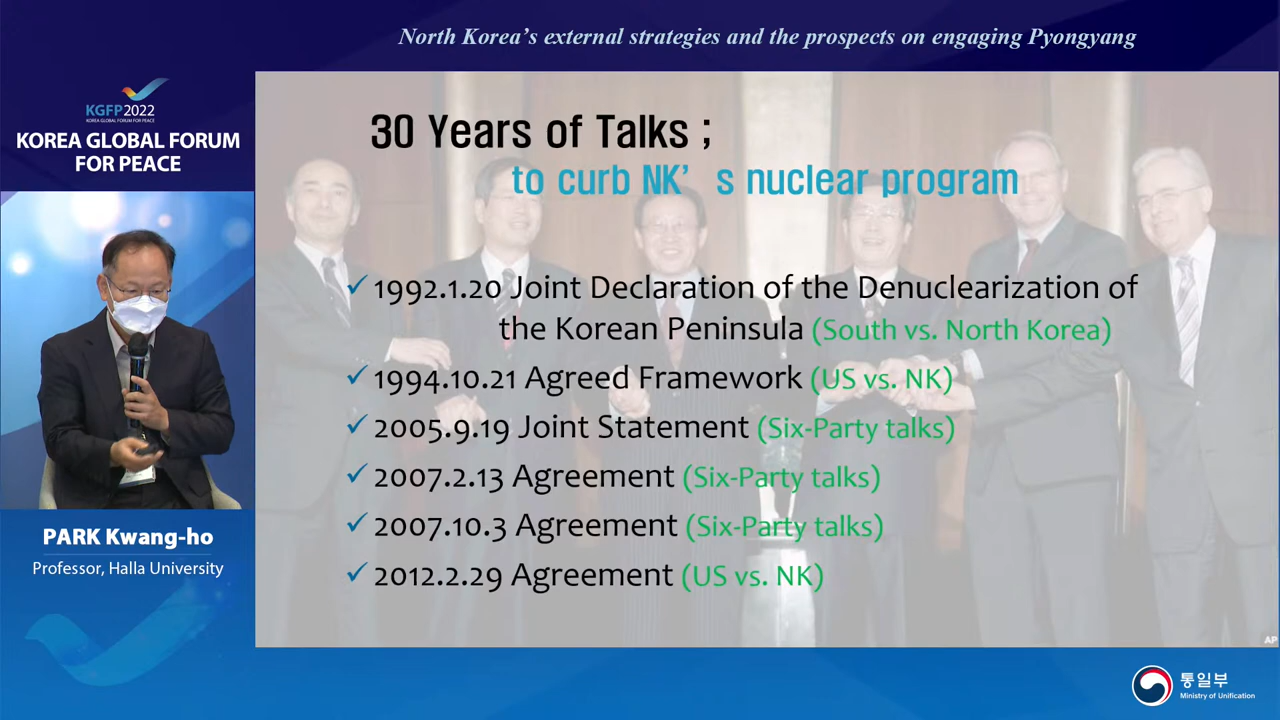 North Korea's external strategies and the prospects on engaging Pyongyang
KGFP2022
KOREA GLOBAL FORUM FOR PEACE
KOREA GLOBAL FORUM
FOR PEACE
30 Years of Talks ;
to curb NK’ s nuclear program
✓ 1992.1.20 Joint Declaration of the Denuclearization of
the Korean Peninsula (South vs. North Korea)
✓ 1994.10.21 Agreed Framework (US vs. NK)
✓ 2005.9.19 Joint Statement (Six-Party talks)
✓ 2007.2.13 Agreement (Six-Party talks)
✓ 2007.10.3 Agreement (Six-Party talks)
✓ 2012.2.29 Agreement (US vs. NK)
AP
PARK Kwang-ho
Professor, Halla University
통일부
Ministry of Unification